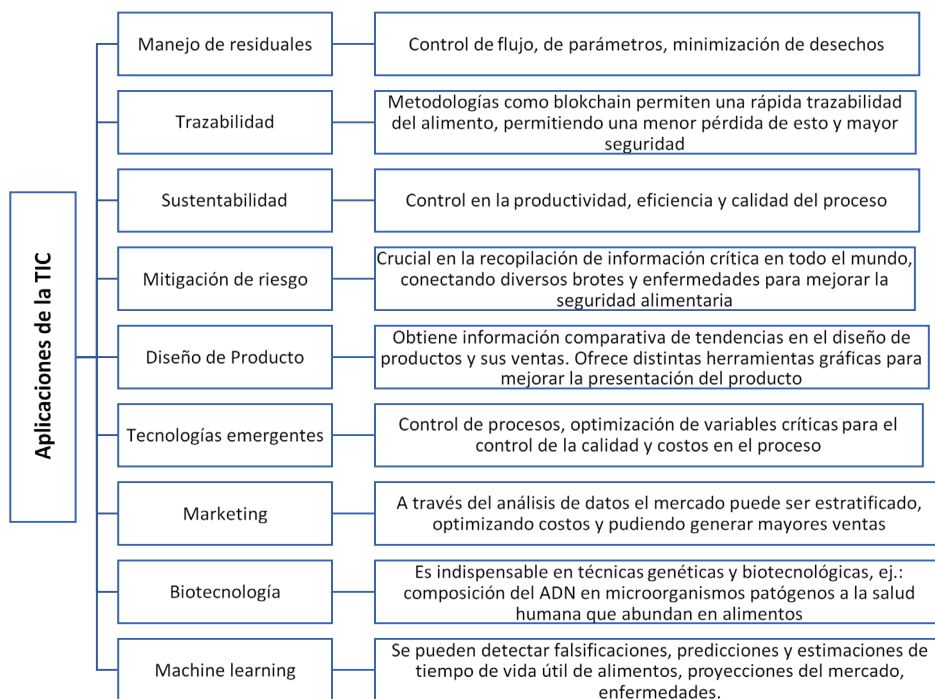 Aplicaciones de la TIC
Manejo de residuales
Control de flujo, de parámetros, minimización de desechos
Trazabilidad
Metodologías como blokchain permiten una rápida trazabilidad
del alimento, permitiendo una menor pérdida de esto y mayor
seguridad
Sustentabilidad
Control en la productividad, eficiencia y calidad del proceso
Mitigación de riesgo
Crucial en la recopilación de información crítica en todo el mundo,
conectando diversos brotes y enfermedades para mejorar la
seguridad alimentaria
Diseño de Producto
Obtiene información comparativa de tendencias en el diseño de
productos y sus ventas. Ofrece distintas herramientas gráficas para
mejorar la presentación del producto
Tecnologías emergentes
Control de procesos, optimización de variables críticas para el
control de la calidad y costos en el proceso
Marketing
A través del análisis de datos el mercado puede ser estratificado,
optimizando costos y pudiendo generar mayores ventas
Biotecnología
Es indispensable en técnicas genéticas y biotecnológicas, ej.:
composición del ADN en microorganismos patógenos a la salud
humana que abundan en alimentos
Machine learning
Se pueden detectar falsificaciones, predicciones y estimaciones de
tiempo de vida útil de alimentos, proyecciones del mercado,
enfermedades.